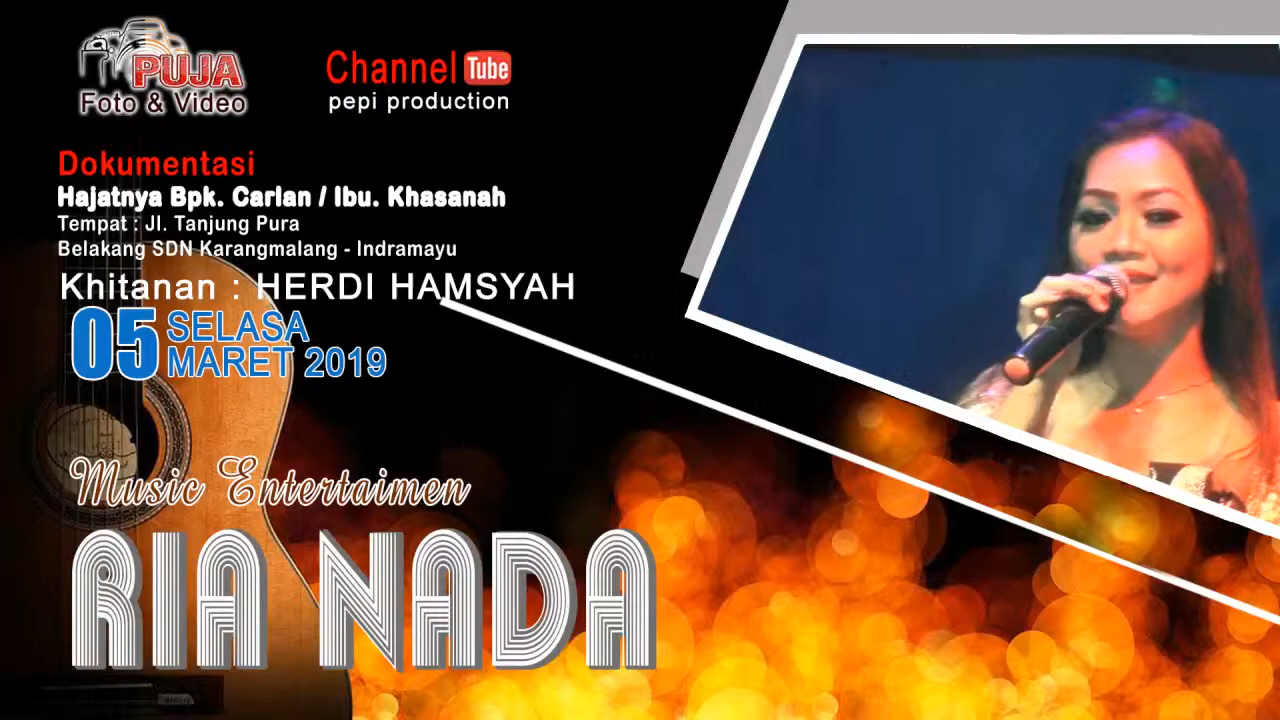 PUJA
Foto & Video
Channel Tube
pepi production
Dokumentasi
Hajatnya Bpk. Carlan / Ibu. Khasanah
Tempat : Jl. Tanjung Pura
Belakang SDN Karangmalang - Indramayu
Khitanan : HERDI HAMSYAH
05 SELASA
MARET 2019
Music Entertaimen
RIA NADA